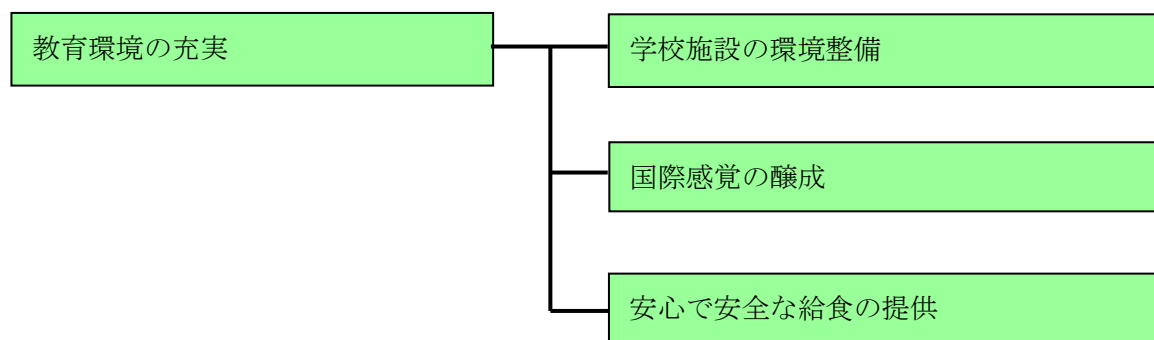 教育環境の充実
学校施設の環境整備
国際感覚の醸成
安心で安全な給食の提供